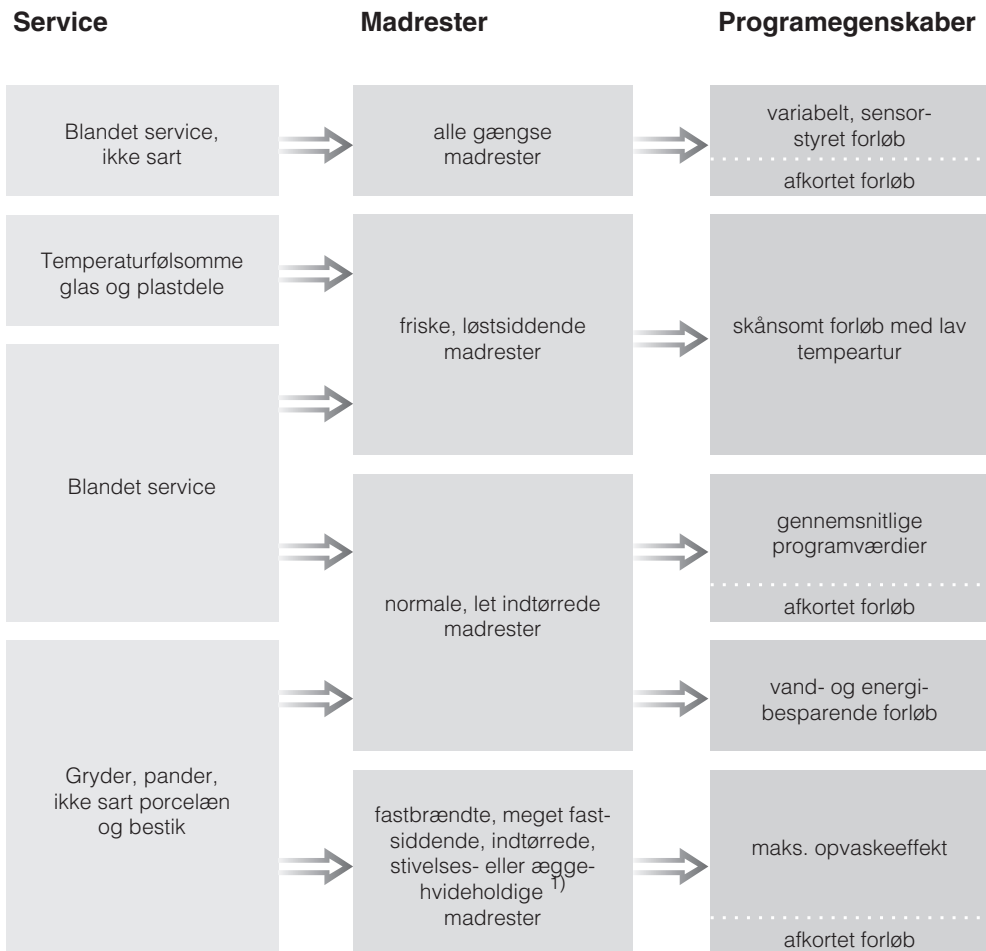 Service
Madrester
Programegenskaber
Blandet service,
ikke sart
alle gængse
madrester
variabelt, sensor-
styret forløb
afkortet forløb
Temperaturfølsomme
glas og plastdele
friske, løstsiddende
madrester
skånsomt forløb med lav
tempeartur
Blandet service
normale, let indtørrede
madrester
gennemsnitlige
programværdier
afkortet forløb
vand- og energi-
besparende forløb
Gryder, pander,
ikke sart porcelæn
og bestik
fastbrændte, meget fast-
siddende, indtørrede,
stivelses- eller ægge-
hvideholdige 1)
madrester
maks. opvaskeeffekt
afkortet forløb